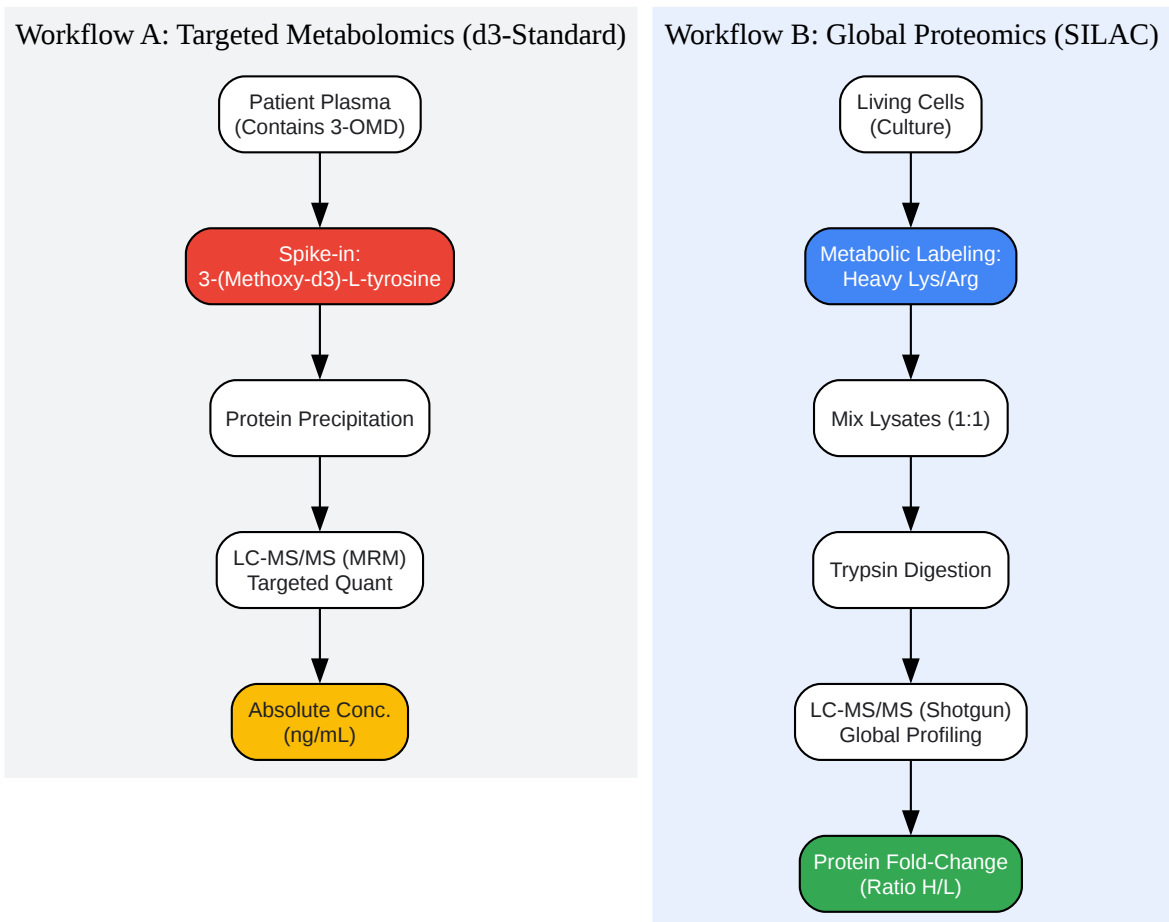 Workflow A: Targeted Metabolomics (d3-Standard)
Patient Plasma
(Contains 3-OMD)
Spike-in:
3-(Methoxy-d3)-L-tyrosine
Protein Precipitation
LC-MS/MS (MRM)
Targeted Quant
Absolute Conc.
(ng/mL)
Workflow B: Global Proteomics (SILAC)
Living Cells
(Culture)
Metabolic Labeling:
Heavy Lys/Arg
Mix Lysates (1:1)
Trypsin Digestion
LC-MS/MS (Shotgun)
Global Profiling
Protein Fold-Change
(Ratio H/L)